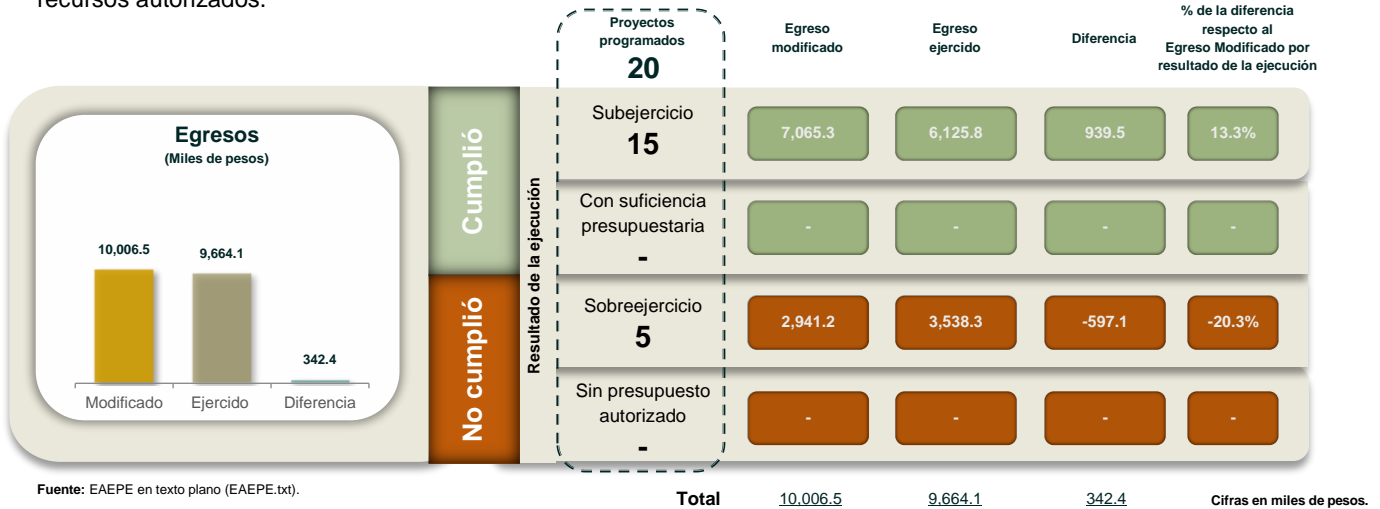 recursos autorizados.
Proyectos
programados
20
Egreso
modificado
Egreso
ejercido
Diferencia
% de la diferencia
respecto al
Egreso Modificado por
resultado de la ejecución
Egresos
(Miles de pesos)
10,006.5
9,664.1
342.4
Modificado Ejercido Diferencia
Cumplió
No cumplió
Resultado de la ejecución
Subejercicio
15
7,065.3 6,125.8 939.5 13.3%
Con suficiencia
presupuestaria
-
- - - -
Sobreejercicio
5
2,941.2 3,538.3 -597.1 -20.3%
Sin presupuesto
autorizado
-
- - - -
Fuente: EAEPE en texto plano (EAEPE.txt).
Total 10,006.5 9,664.1 342.4 Cifras en miles de pesos.